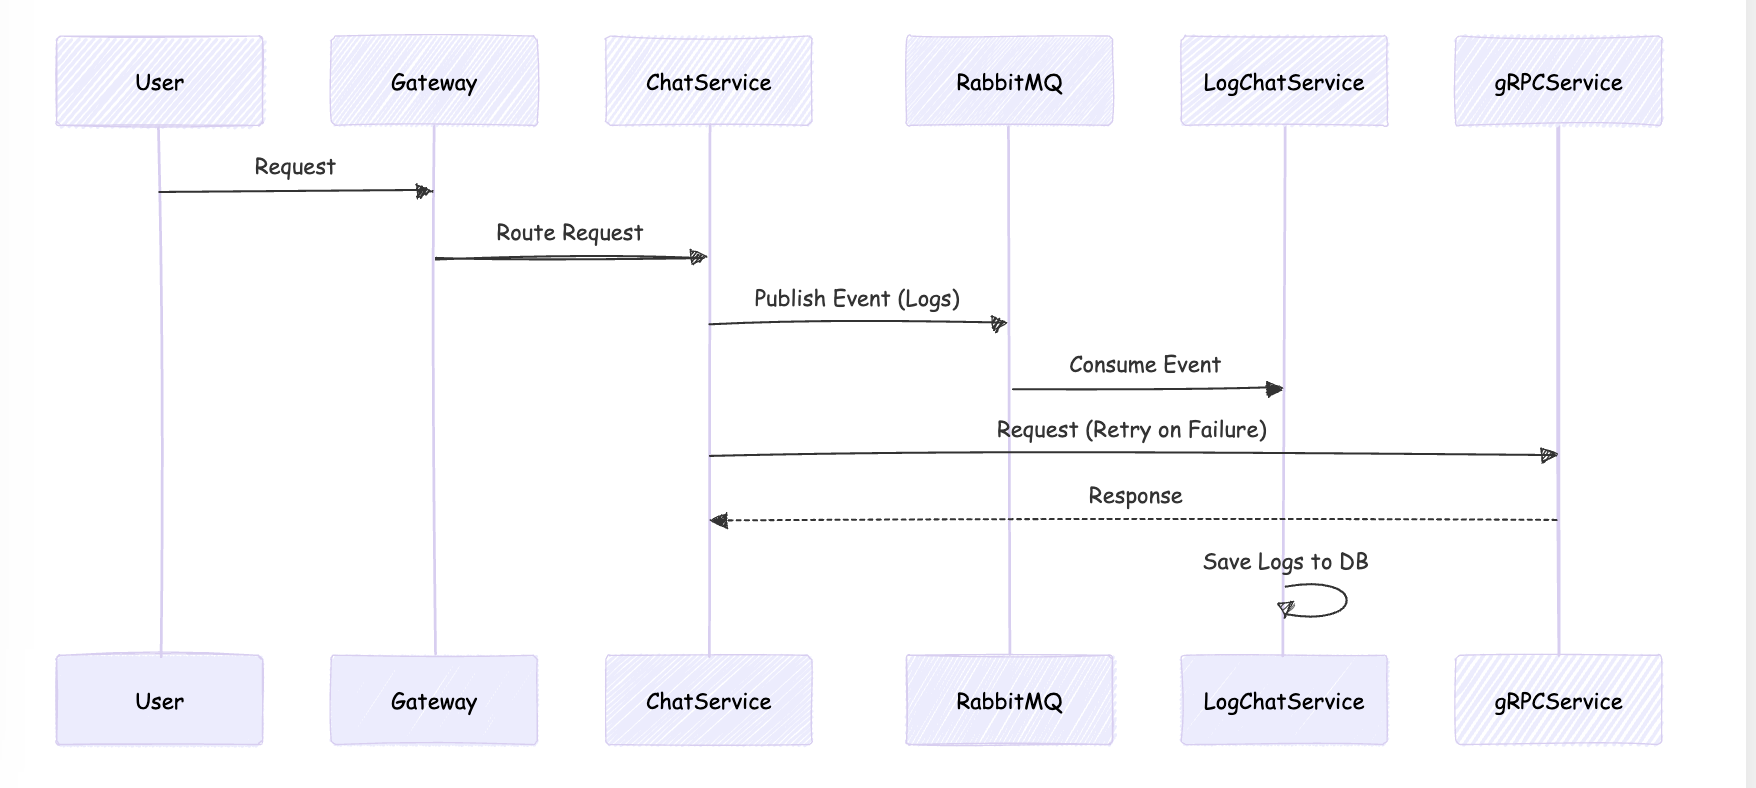 User
Gateway
ChatService
RabbitMQ
LogChatService
gRPCService
Request
Route Request
Publish Event (Logs)
Consume Event
Request (Retry on Failure)
Response
Save Logs to DB
User
Gateway
ChatService
RabbitMQ
LogChatService
gRPCService